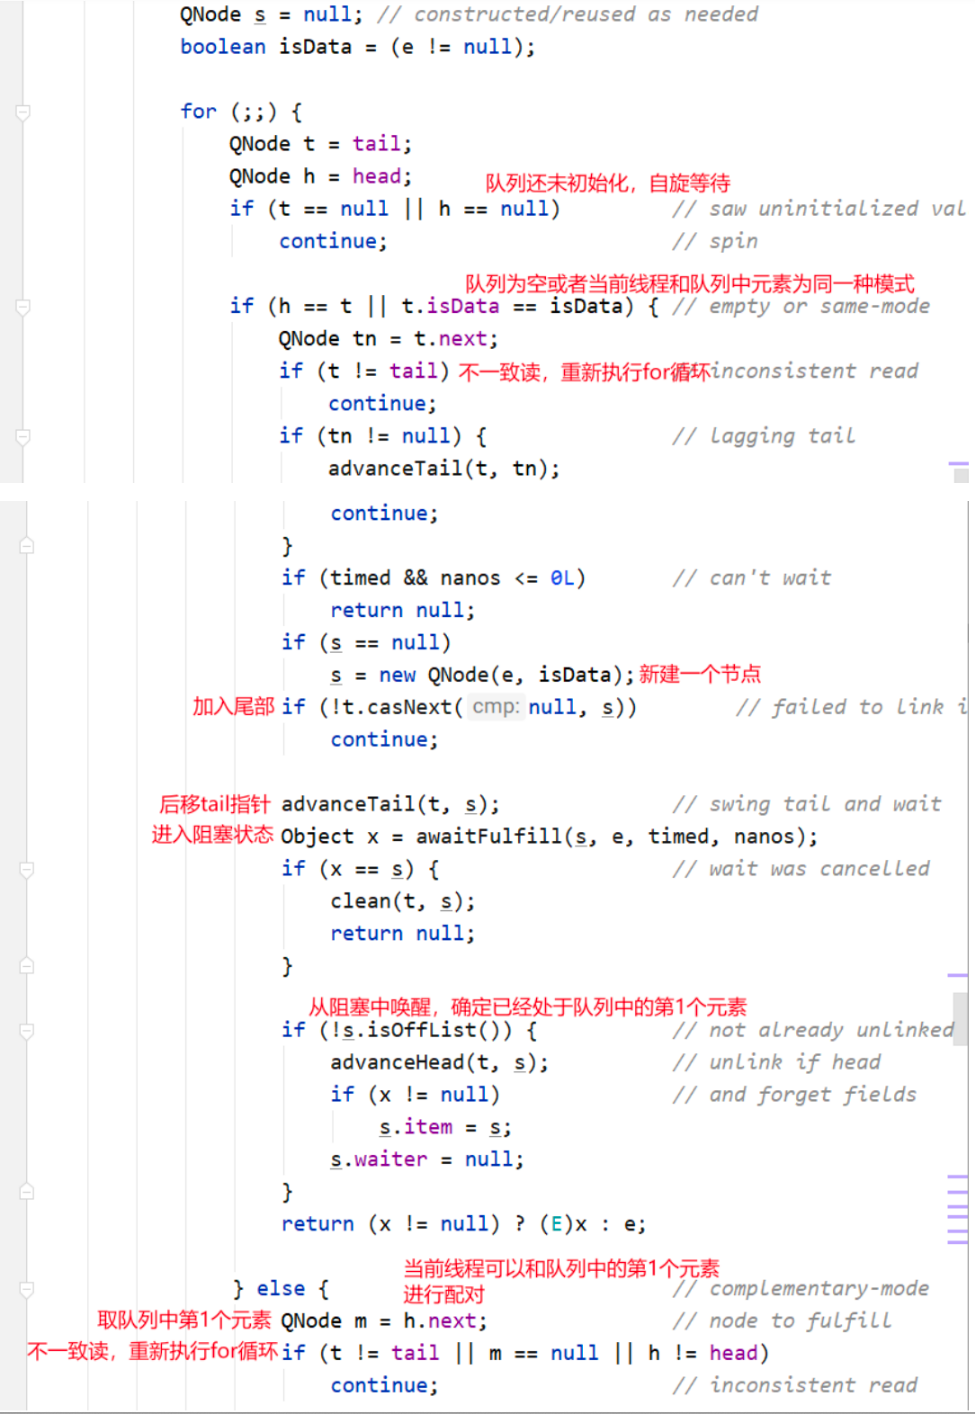 QNode s = null; // constructed/reused as needed
boolean isData = (e != null);
for (;;) {
QNode t = tail;
QNode h = head;
队列还未初始化，自旋等待
if (t == null || h == null) // saw uninitialized val
continue; // spin
队列为空或者当前线程和队列中元素为同一种模式
if (h == t || t.isData == isData) { // empty or same-mode
QNode tn = t.next;
if (t != tail) 不一致读，重新执行for循环inconsistent read
continue;
if (tn != null) { // lagging tail
advanceTail(t, tn);
continue;
}
if (timed && nanos <= 0L) // can't wait
return null;
if (s == null)
s = new QNode(e, isData); 新建一个节点
加入尾部 if (!t.casNext( cmp: null, s)) // failed to link i
continue;
后移tail指针 advanceTail(t, s); // swing tail and wait
进入阻塞状态 Object x = awaitFulfill(s, e, timed, nanos);
if (x == s) { // wait was cancelled
clean(t, s);
return null;
}
从阻塞中唤醒，确定已经处于队列中的第1个元素
if (!s.isOffList()) { // not already unlinked
advanceHead(t, s); // unlink if head
if (x != null) // and forget fields
s.item = s;
s.waiter = null;
}
return (x != null) ? (E)x : e;
当前线程可以和队列中的第1个元素
进行配对
} else { // complementary-mode
取队列中第1个元素 QNode m = h.next; // node to fulfill
不一致读，重新执行for循环 if (t != tail || m == null || h != head)
continue; // inconsistent read